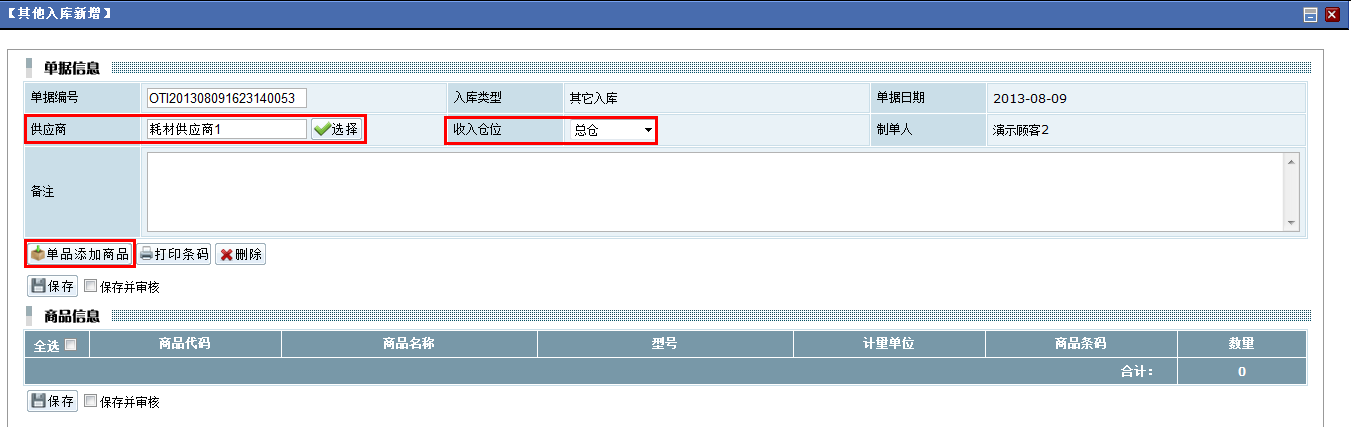 【其他入库新增】
单据信息
单据编号 OTI201308091623140053 入库类型 其它入库 单据日期 2013-08-09
供应商 耗材供应商1 选择 收入仓位 总仓 制单人 演示顾客2
备注
单品添加商品 打印条码 删除
保存 保存并审核
商品信息
全选 商品代码 商品名称 型号 计量单位 商品条码 数量
合计: 0
保存 保存并审核